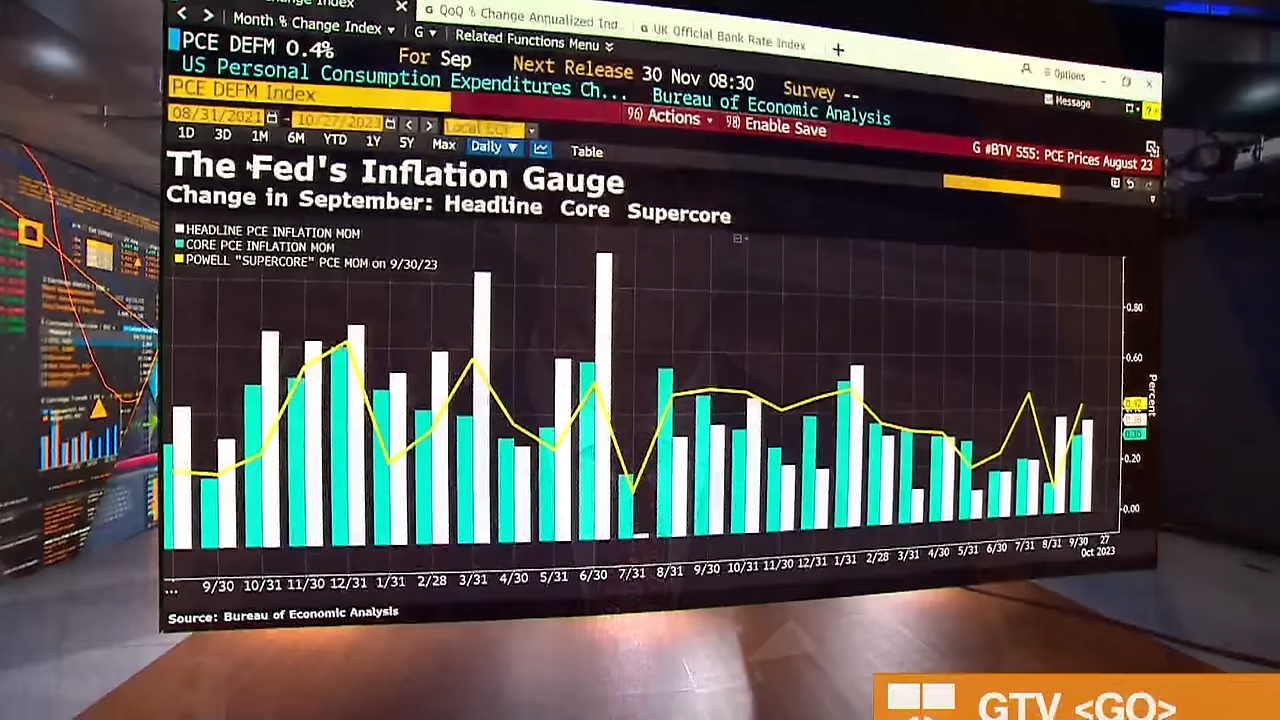 QoQ % Change Annualized Ind..
UK Official Bank Rate Index
Month % Change Index
G
Related Functions Menu
Options
Message
PCE DEFM 0.4%
For Sep
Next Release 30 Nov 08:30
Survey --
US Personal Consumption Expenditures Ch...
Bureau of Economic Analysis
PCE DEFM Index
96) Actions
98) Enable Save
G #BTV 555: PCE Prices August 23
08/31/2021 - 10/27/2023
Local CCY
1D 3D 1M 6M YTD 1Y 5Y Max Daily ▼ Table
The Fed's Inflation Gauge
Change in September: Headline Core Supercore
HEADLINE PCE INFLATION MOM
CORE PCE INFLATION MOM
POWELL "SUPERCORE" PCE MOM on 9/30/23
0.80
0.60
Percent
0.20
0.00
... 9/30 10/31 11/30 12/31 1/31 2/28 3/31 4/30 5/31 6/30 7/31 8/31 9/30 10/31 11/30 12/31 1/31 2/28 3/31 4/30 5/31 6/30 7/31 8/31 9/30 27
Oct 2023
Source: Bureau of Economic Analysis
GTV <GO>